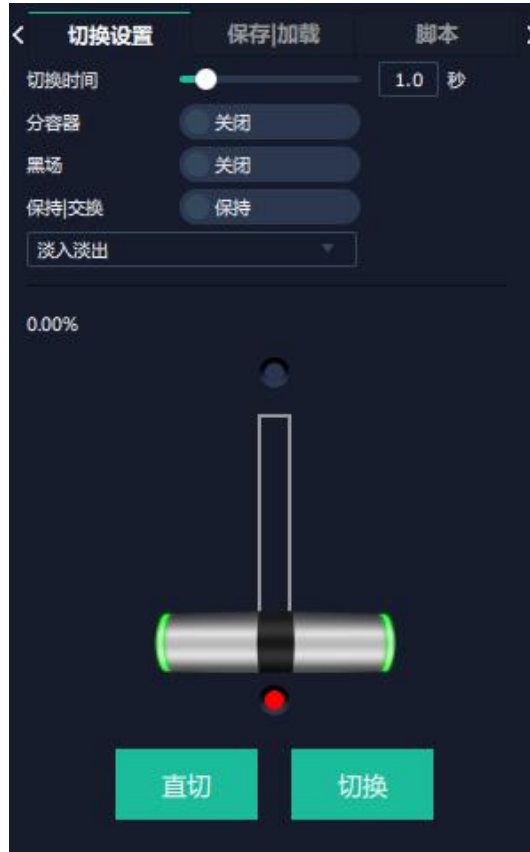 切换设置 保存|加载 脚本
切换时间 1.0 秒
分容器 关闭
黑场 关闭
保持|交换 保持
淡入淡出
0.00%
直切 切换